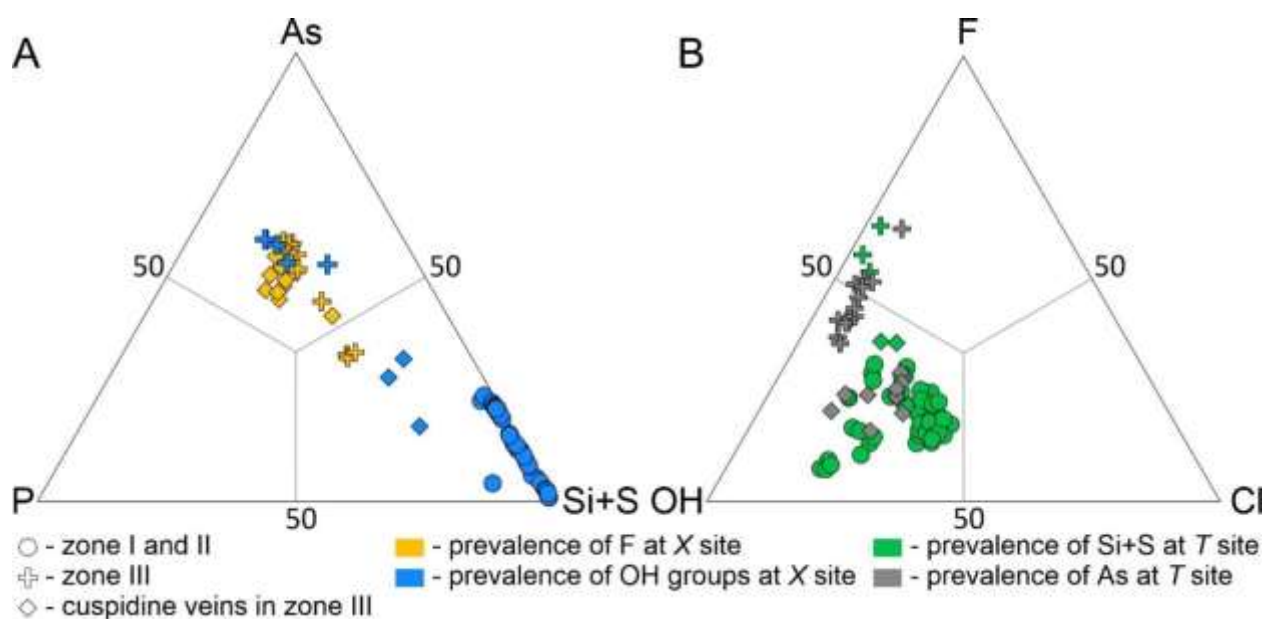 A
As
B
F
50
50
50
50
P
Si+S
OH
Cl
50
50
○ - zone I and II
- prevalence of F at X site
- prevalence of Si+S at T site
- zone III
- prevalence of OH groups at X site
- prevalence of As at T site
◇ - cuspidine veins in zone III